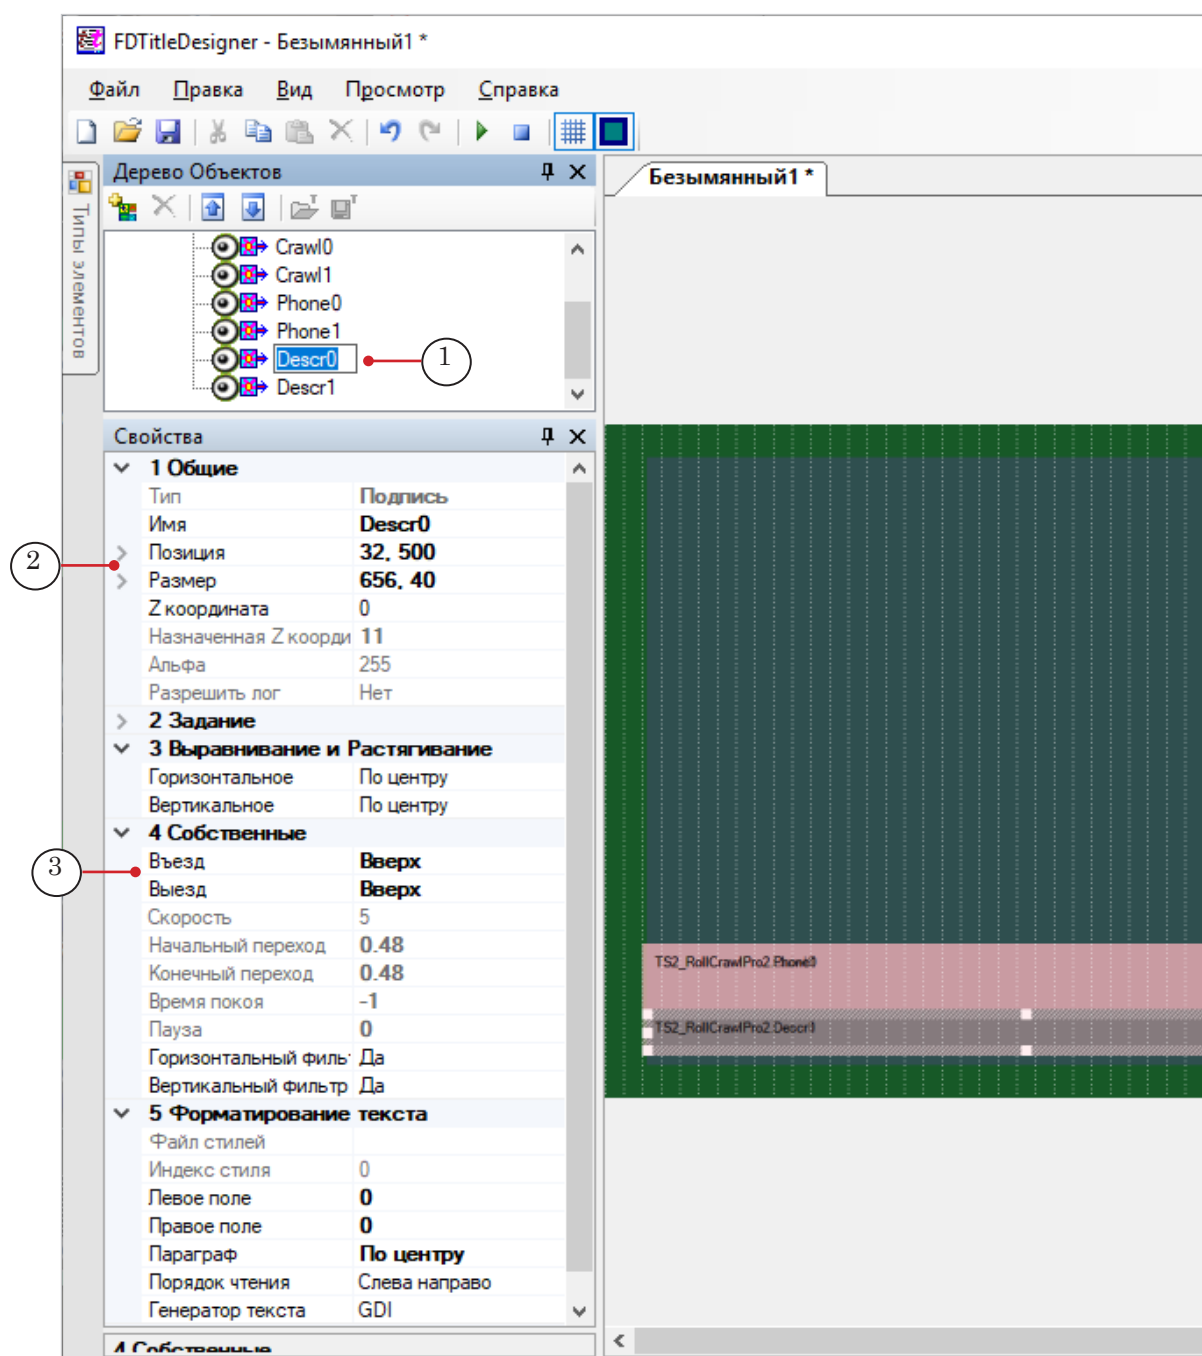 FDTitleDesigner - Безымянный1 *
Файл Правка Вид Просмотр Справка
Типы элементов
Дерево Объектов
Безымянный1 *
Crawl0
Crawl1
Phone0
Phone1
Descr0
1
Descr1
Свойства
1 Общие
Тип Подпись
Имя Descr0
2
Позиция 32, 500
Размер 656, 40
Z координата 0
Назначенная Z коорди 11
Альфа 255
Разрешить лог Нет
2 Задание
3 Выравнивание и Растягивание
Горизонтальное По центру
Вертикальное По центру
4 Собственные
3
Въезд Вверх
Выезд Вверх
Скорость 5
Начальный переход 0.48
Конечный переход 0.48
Время покоя -1
Пауза 0
Горизонтальный филь Да
Вертикальный фильтр Да
5 Форматирование текста
Файл стилей
Индекс стиля 0
Левое поле 0
Правое поле 0
Параграф По центру
Порядок чтения Слева направо
Генератор текста GDI
4 Собственные
TS2_RollCrawlPro2.Phone0
TS2_RollCrawlPro2.Descr0